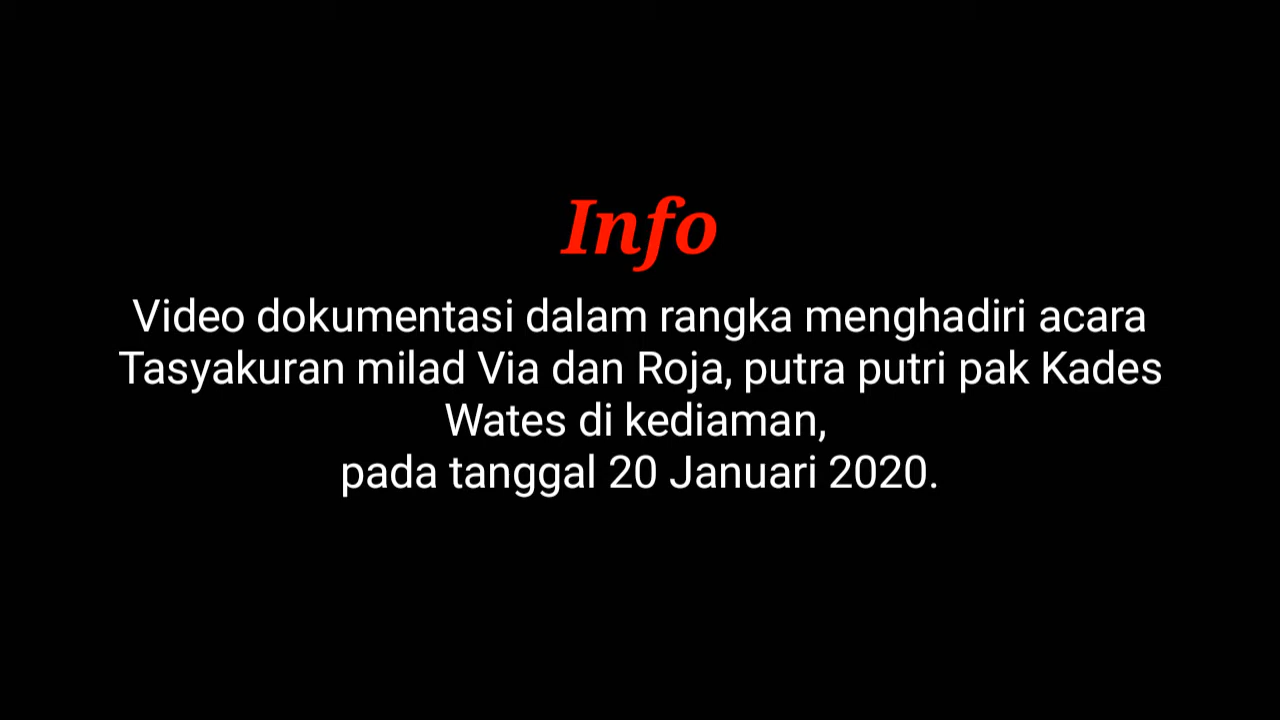 Info
Video dokumentasi dalam rangka menghadiri acara
Tasyakuran milad Via dan Roja, putra putri pak Kades
Wates di kediaman,
pada tanggal 20 Januari 2020.